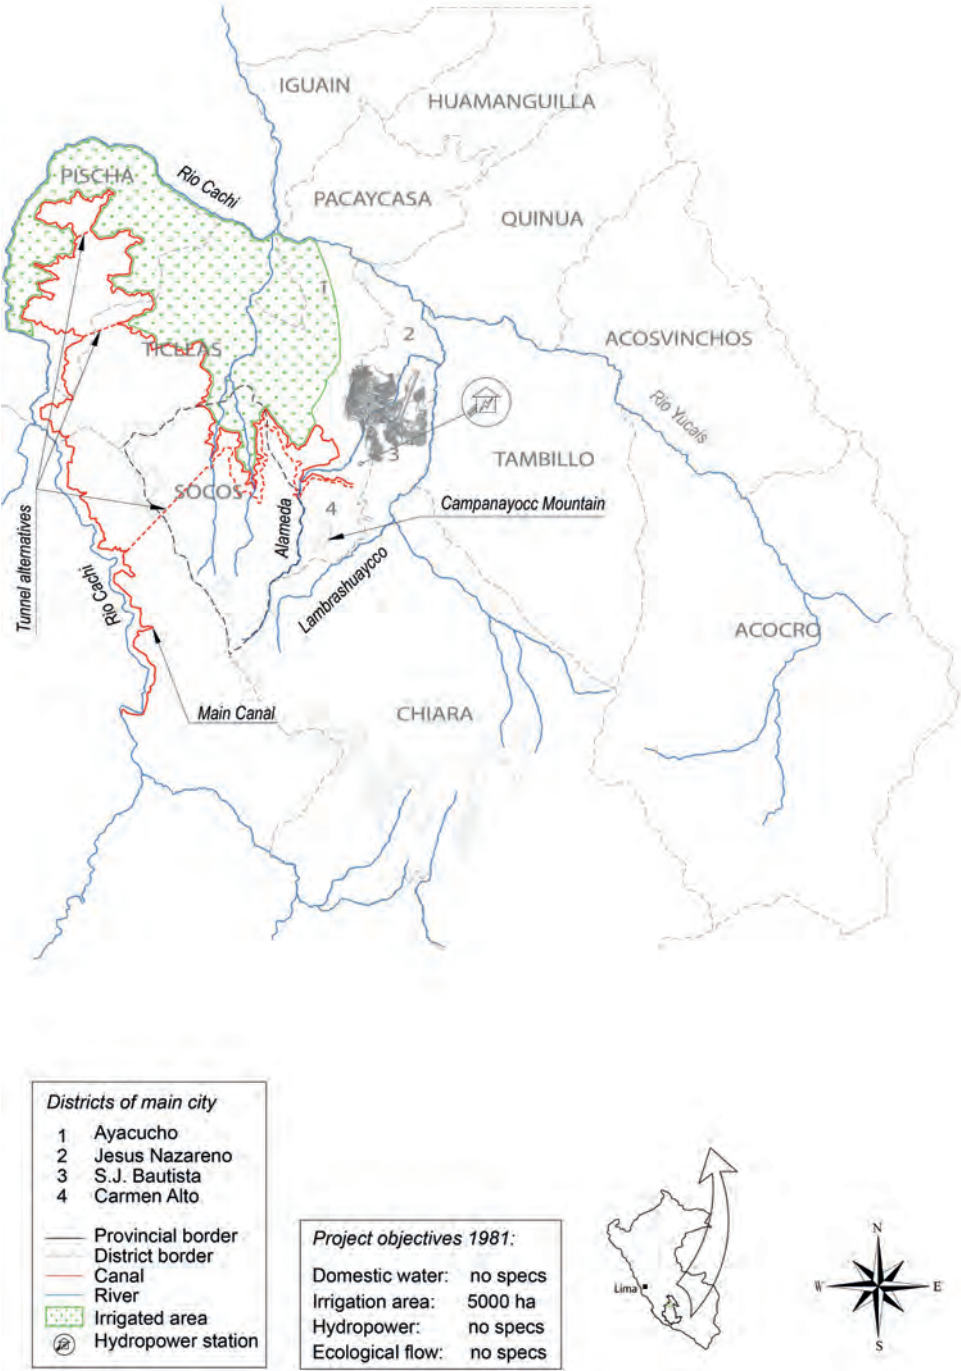 IGUAIN
HUAMANGUILLA
PISCHA
Rio Cachi
PACAYCASA
QUINUA
1
2
ACOSVINCHOS
TICLLAS
Rio Yucais
3
TAMBILLO
SOCOS
4
Campanayocc Mountain
Alameda
Tunnel alternatives
Rio Cachi
Lambrashuaycco
ACOCRO
Main Canal
CHIARA
Districts of main city
1 Ayacucho
2 Jesus Nazareno
3 S.J. Bautista
4 Carmen Alto
Provincial border
District border
Canal
River
Irrigated area
Hydropower station
Project objectives 1981:
Domestic water: no specs
Irrigation area: 5000 ha
Hydropower: no specs
Ecological flow: no specs
Lima
N
W E
S